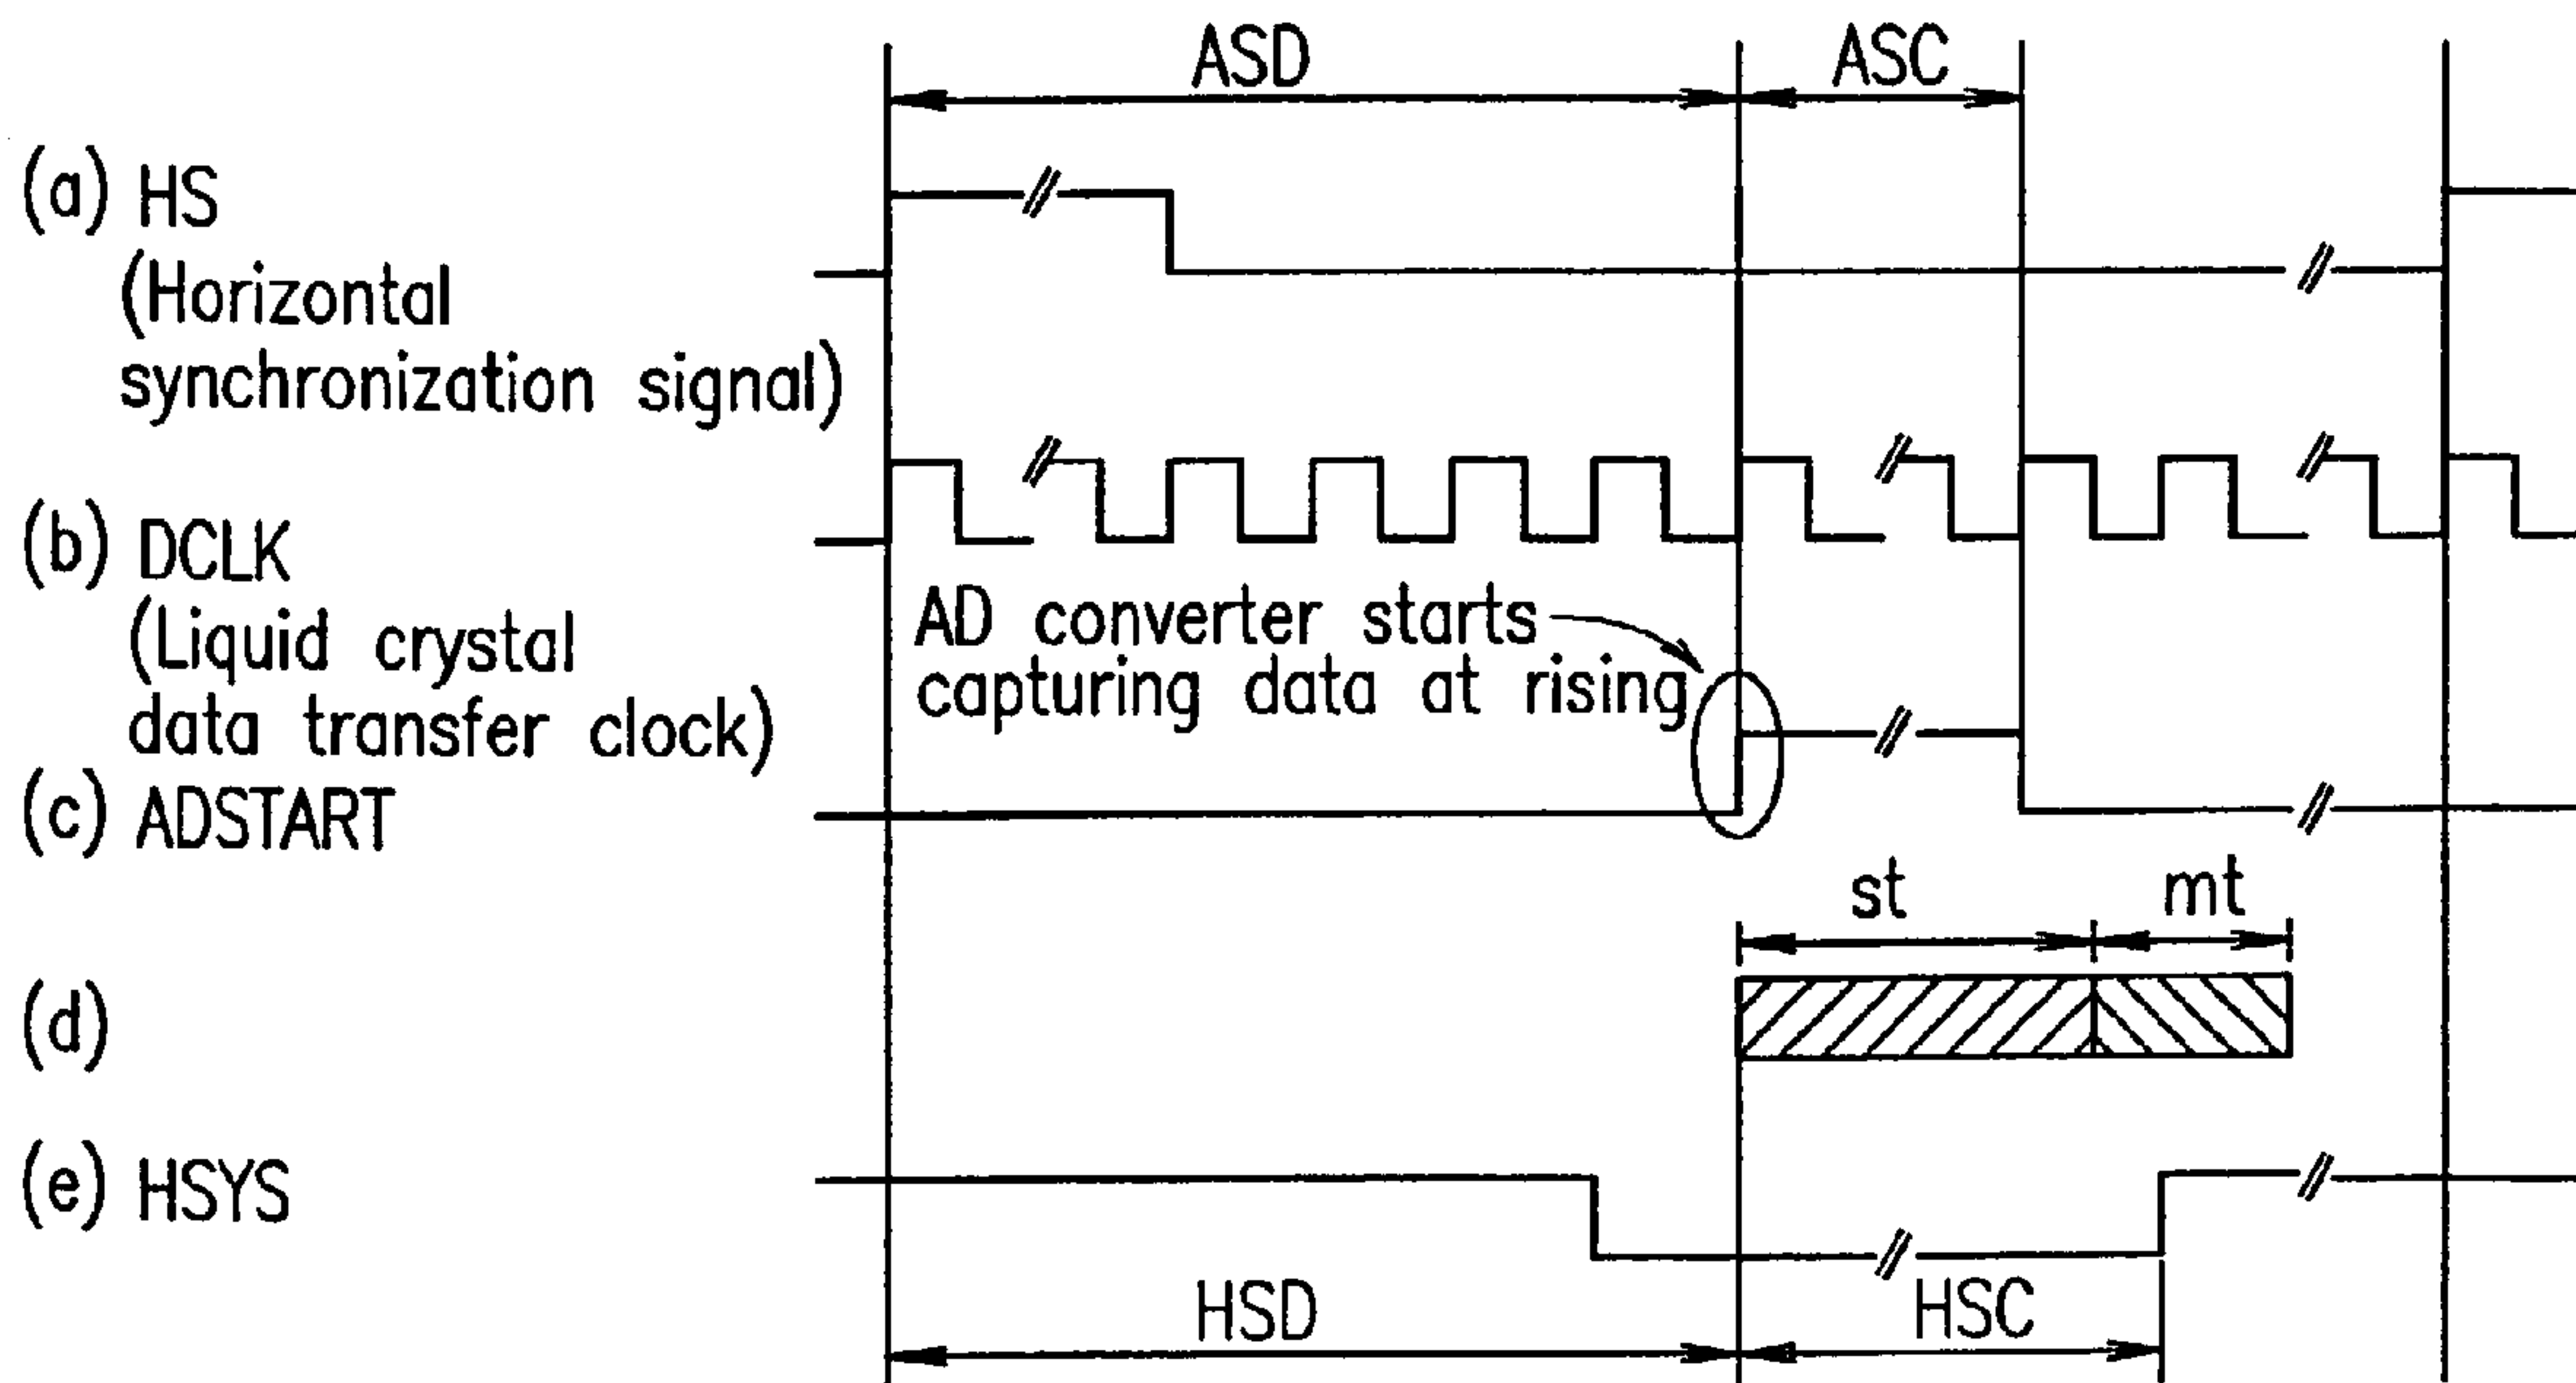 ASD
ASC
(a) HS
(Horizontal
synchronization signal)
(b) DCLK
(Liquid crystal
data transfer clock)
AD converter starts
capturing data at rising
(c) ADSTART
st
mt
(d)
(e) HSYS
HSD
HSC